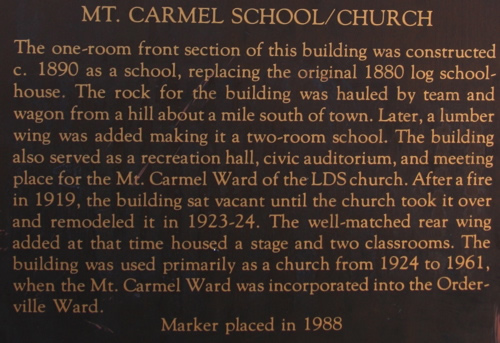 MT. CARMEL SCHOOL/CHURCH
The one-room front section of this building was constructed
c. 1890 as a school, replacing the original 1880 log school-
house. The rock for the building was hauled by team and
wagon from a hill about a mile south of town. Later, a lumber
wing was added making it a two-room school. The building
also served as a recreation hall, civic auditorium, and meeting
place for the Mt. Carmel Ward of the LDS church. After a fire
in 1919, the building sat vacant until the church took it over
and remodeled it in 1923-24. The well-matched rear wing
added at that time housed a stage and two classrooms. The
building was used primarily as a church from 1924 to 1961,
when the Mt. Carmel Ward was incorporated into the Order-
ville Ward.
Marker placed in 1988